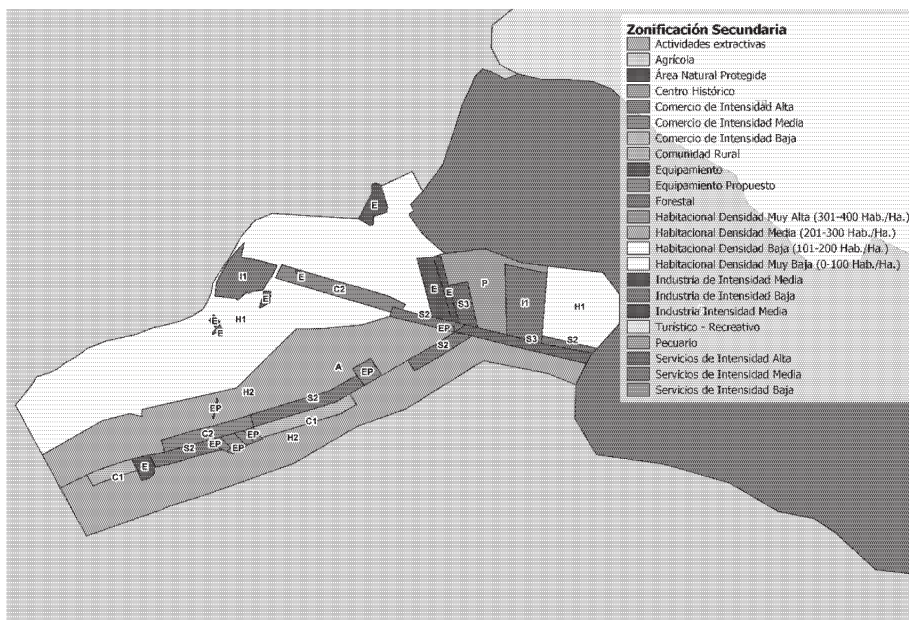 Zonificación Secundaria
Actividades extractivas
Agrícola
Área Natural Protegida
Centro Histórico
Comercio de Intensidad Alta
Comercio de Intensidad Media
Comercio de Intensidad Baja
Comunidad Rural
Equipamiento
Equipamiento Propuesto
Forestal
Habitacional Densidad Muy Alta (301-400 Hab./Ha.)
Habitacional Densidad Media (201-300 Hab./Ha.)
Habitacional Densidad Baja (101-200 Hab./Ha.)
Habitacional Densidad Muy Baja (0-100 Hab./Ha.)
Industria de Intensidad Media
Industria de Intensidad Baja
Industria Intensidad Media
Turístico - Recreativo
Pecuario
Servicios de Intensidad Alta
Servicios de Intensidad Media
Servicios de Intensidad Baja
E
I1
E
C2
E
E
P
E
S3
I1
H1
E
E
H1
S2
EP
S2
S3
S2
A
EP
H2
S2
EP
C1
C2
EP
S2
EP
EP
H2
E
C1